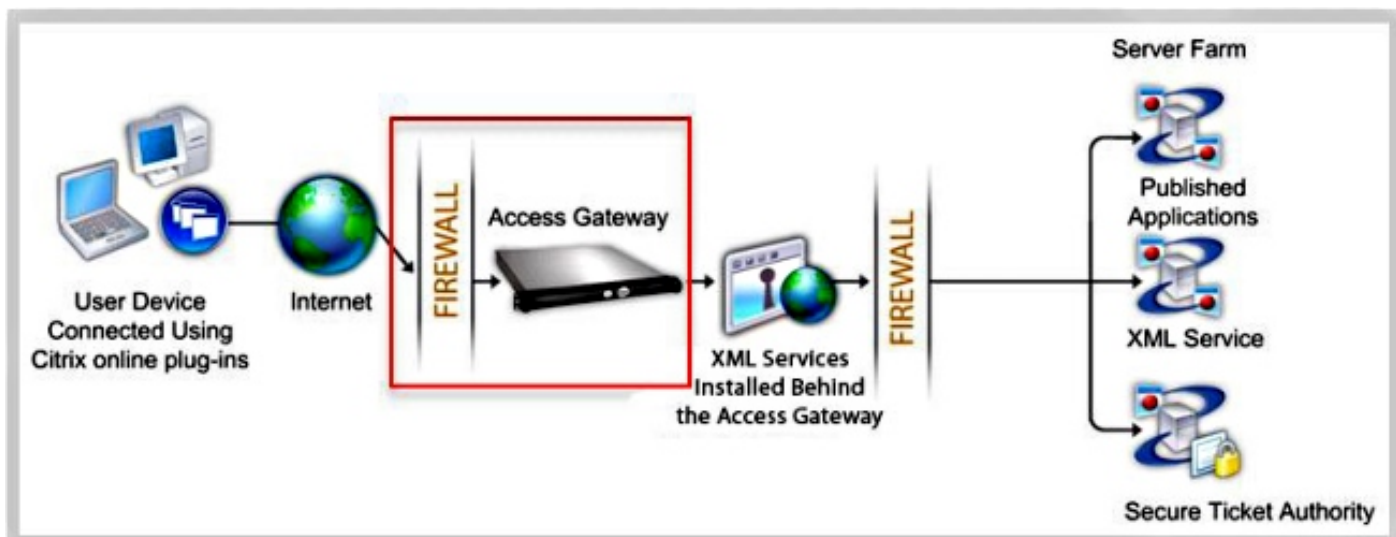 Server Farm
FIREWALL
Access Gateway
FIREWALL
Published
Applications
User Device
Connected Using
Citrix online plug-ins
Internet
XML Services
Installed Behind
the Access Gateway
XML Service
Secure Ticket Authority